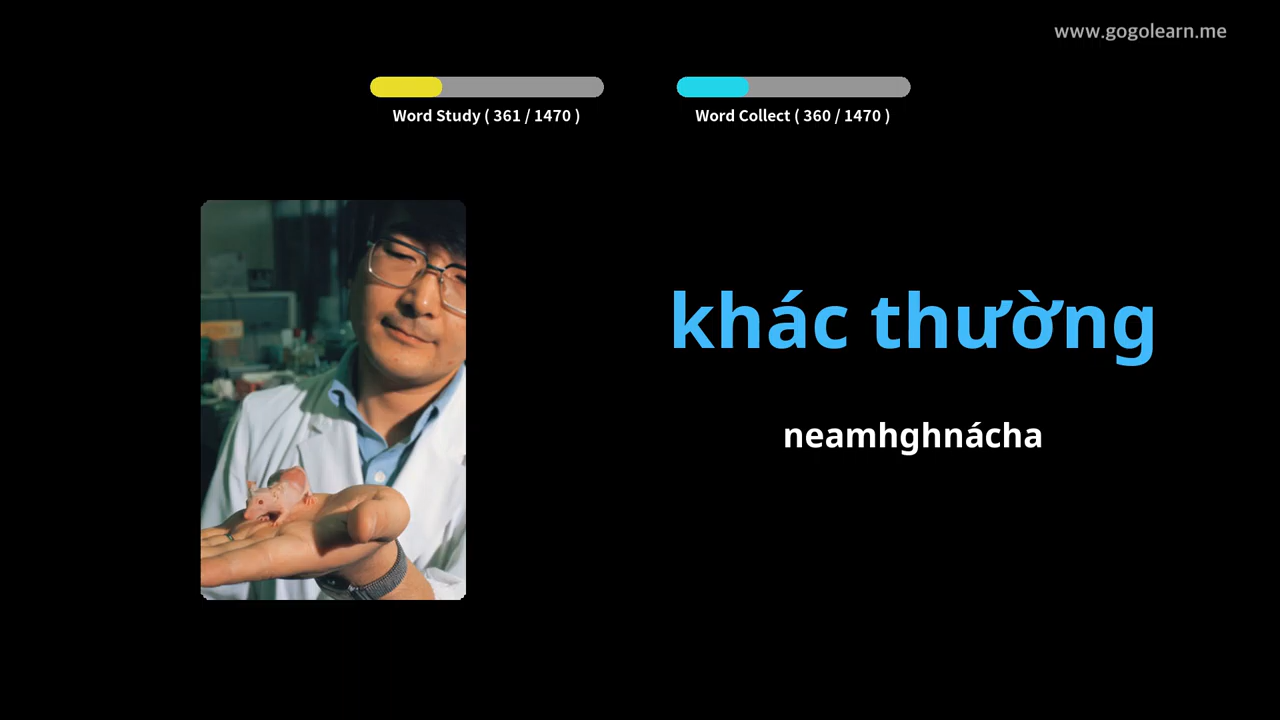 www.gogolearn.me
Word Study ( 361 / 1470 )
Word Collect ( 360 / 1470 )
khác thường
neamhghnácha